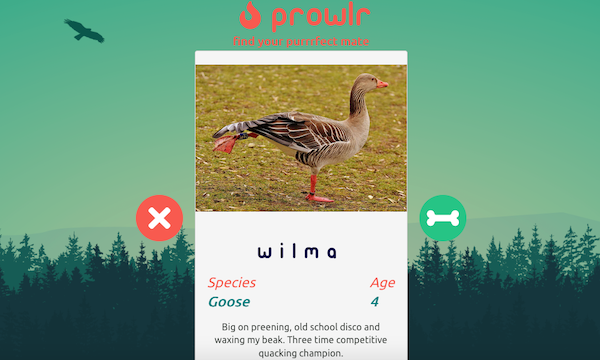 prowlr
find your purrrfect mate
wilma
Species Age
Goose 4
Big on preening, old school disco and
waxing my beak. Three time competitive
quacking champion.